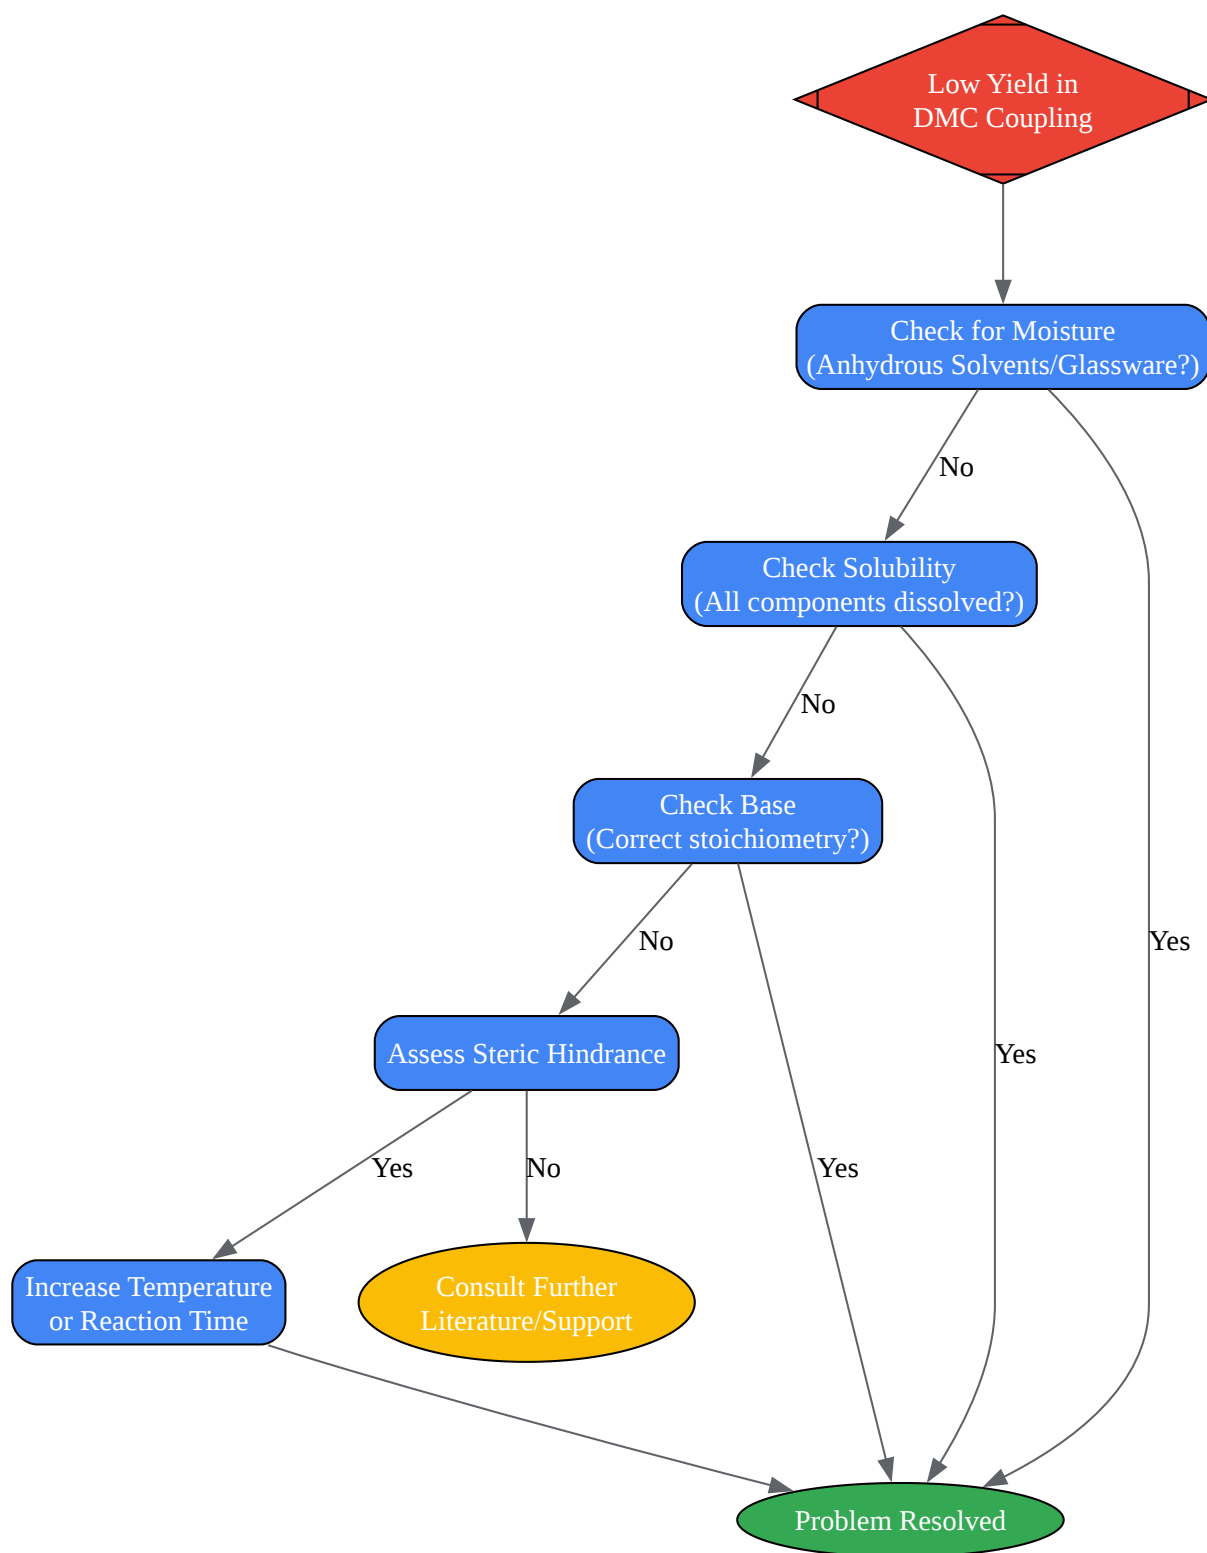 Low Yield in
DMC Coupling
Check for Moisture
(Anhydrous Solvents/Glassware?)
No
Check Solubility
(All components dissolved?)
No
Check Base
(Correct stoichiometry?)
No
Yes
Assess Steric Hindrance
Yes
Yes
No
Yes
Increase Temperature
or Reaction Time
Consult Further
Literature/Support
Problem Resolved